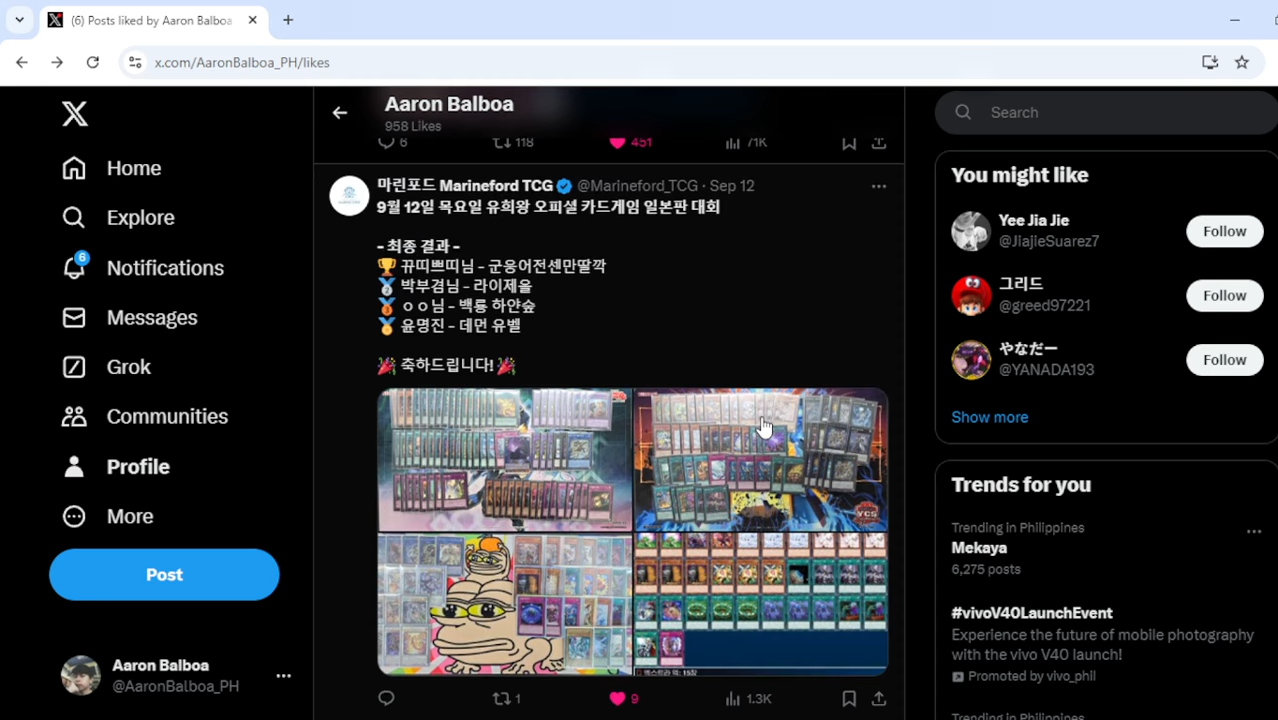 (6) Posts liked by Aaron Balboa
x.com/AaronBalboa_PH/likes
Home
Explore
6
Notifications
Messages
Grok
Communities
Profile
More
Post
Aaron Balboa
@AaronBalboa_PH
Aaron Balboa
958 Likes
6 118 451 71K
마린포드 Marineford TCG @Marineford_TCG · Sep 12
9월 12일 목요일 유희왕 오피셜 카드게임 일본판 대회
- 최종 결과 -
뀨띠쁘띠님 - 군웅어전센만딸깍
박부겸님 - 라이제올
ㅇㅇ님 - 백룡 하얀숲
윤명진 - 데먼 유벨
축하드립니다!
YCS
1 9 1.3K
Search
You might like
Yee Jia Jie
@JiajieSuarez7
Follow
그리드
@greed97221
Follow
やなだー
@YANADA193
Follow
Show more
Trends for you
Trending in Philippines
Mekaya
6,275 posts
#vivoV40LaunchEvent
Experience the future of mobile photography
with the vivo V40 launch!
Promoted by vivo_phil
Trending in Philippines